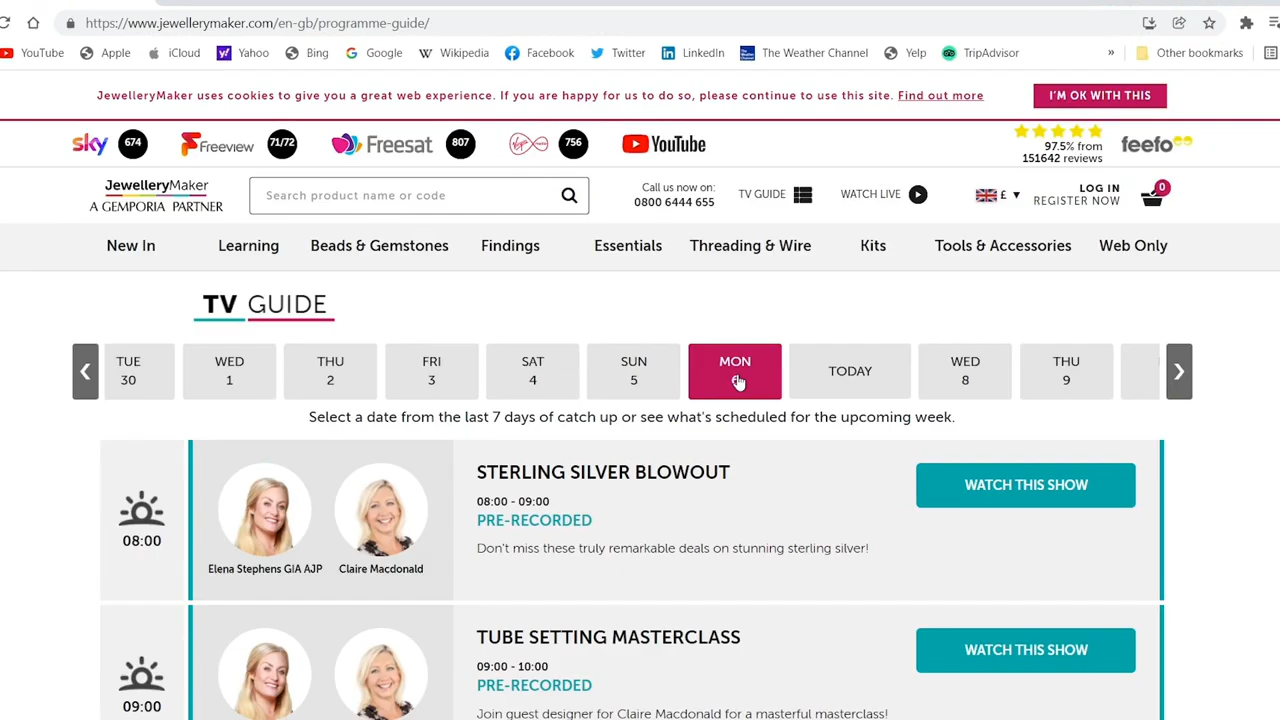 https://www.jewellerymaker.com/en-gb/programme-guide/
YouTube Apple iCloud Yahoo Bing Google Wikipedia Facebook Twitter LinkedIn The Weather Channel Yelp TripAdvisor » Other bookmarks
JewelleryMaker uses cookies to give you a great web experience. If you are happy for us to do so, please continue to use this site. Find out more I'M OK WITH THIS
sky 674 Freeview 71/72 Freesat 807 756 YouTube 97.5% from feefo
151642 reviews
JewelleryMaker
A GEMPORIA PARTNER
Search product name or code
Call us now on:
0800 6444 655
TV GUIDE
WATCH LIVE
£ ▼
LOG IN
REGISTER NOW
0
New In Learning Beads & Gemstones Findings Essentials Threading & Wire Kits Tools & Accessories Web Only
TV GUIDE
TUE
30
WED
1
THU
2
FRI
3
SAT
4
SUN
5
MON
TODAY
WED
8
THU
9
Select a date from the last 7 days of catch up or see what's scheduled for the upcoming week.
08:00
Elena Stephens GIA AJP Claire Macdonald
STERLING SILVER BLOWOUT
08:00 - 09:00
PRE-RECORDED
Don't miss these truly remarkable deals on stunning sterling silver!
WATCH THIS SHOW
09:00
TUBE SETTING MASTERCLASS
09:00 - 10:00
PRE-RECORDED
Join guest designer for Claire Macdonald for a masterful masterclass!
WATCH THIS SHOW